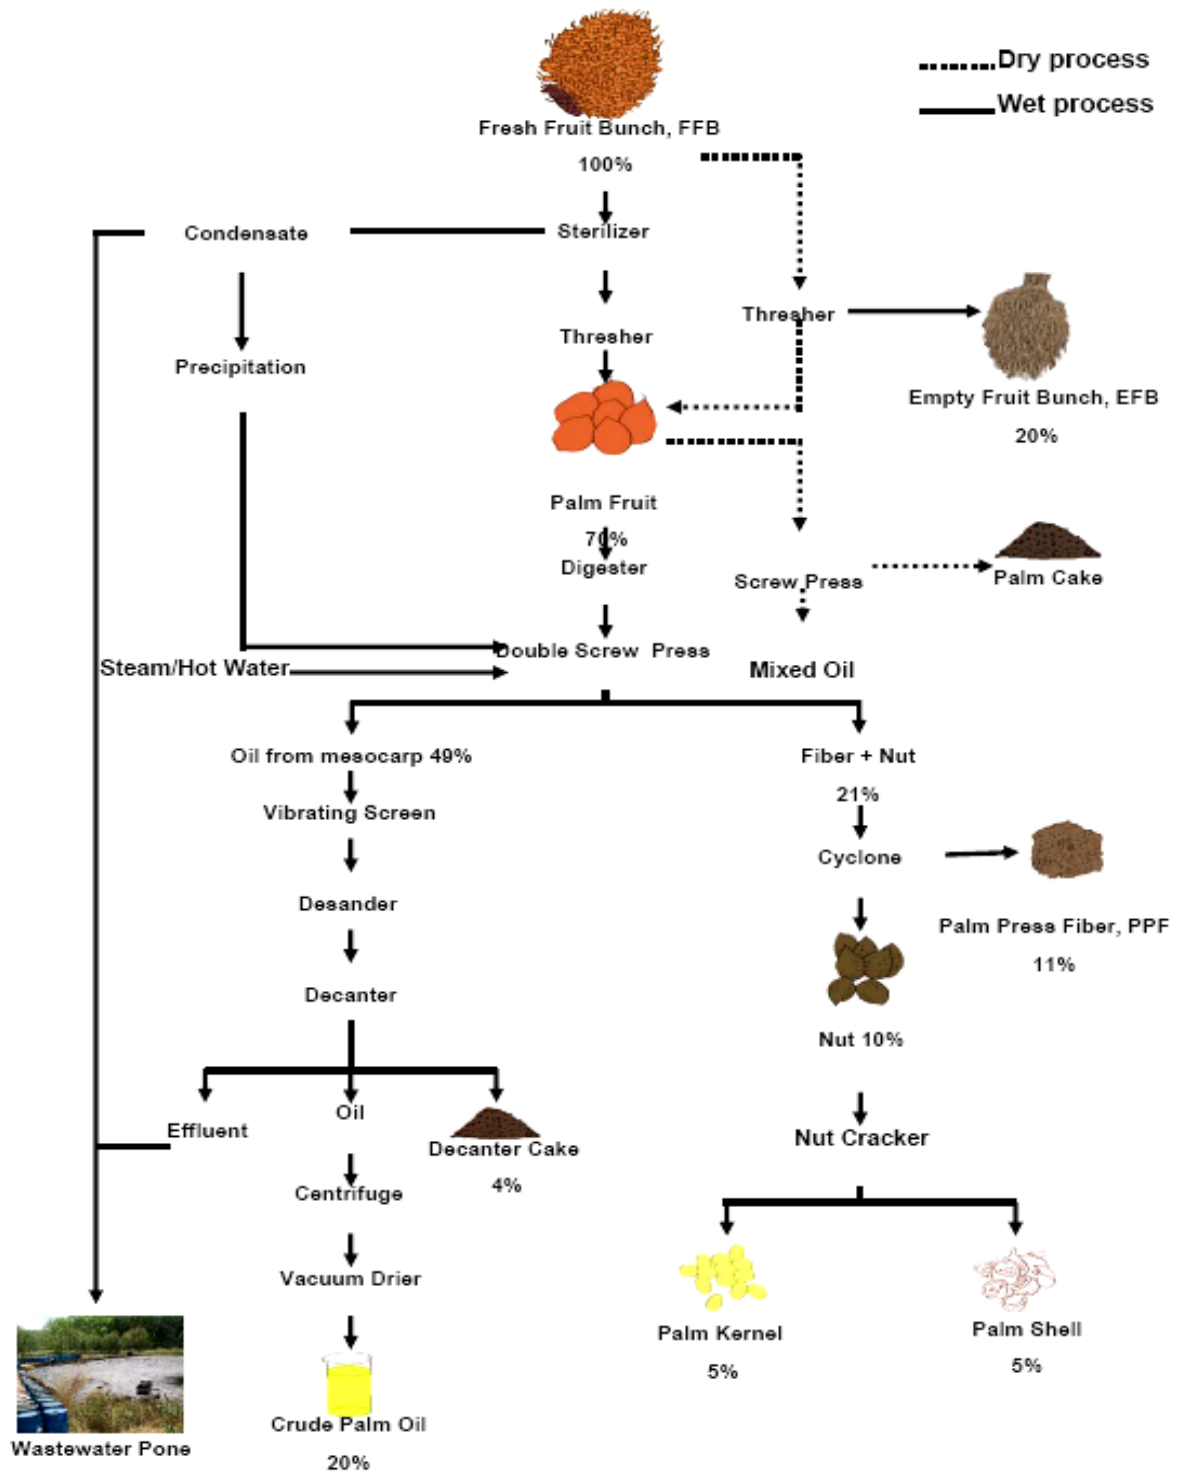 Dry process
Wet process
Fresh Fruit Bunch, FFB
100%
Condensate
Sterilizer
Thresher
Thresher
Precipitation
Empty Fruit Bunch, EFB
20%
Palm Fruit
70%
Digester
Screw Press
Palm Cake
Double Screw Press
Steam/Hot Water
Mixed Oil
Oil from mesocarp 49%
Fiber + Nut
21%
Vibrating Screen
Cyclone
Desander
Palm Press Fiber, PPF
11%
Decanter
Nut 10%
Effluent
Oil
Decanter Cake
4%
Nut Cracker
Centrifuge
Vacuum Drier
Palm Kernel
5%
Palm Shell
5%
Crude Palm Oil
20%
Wastewater Pone